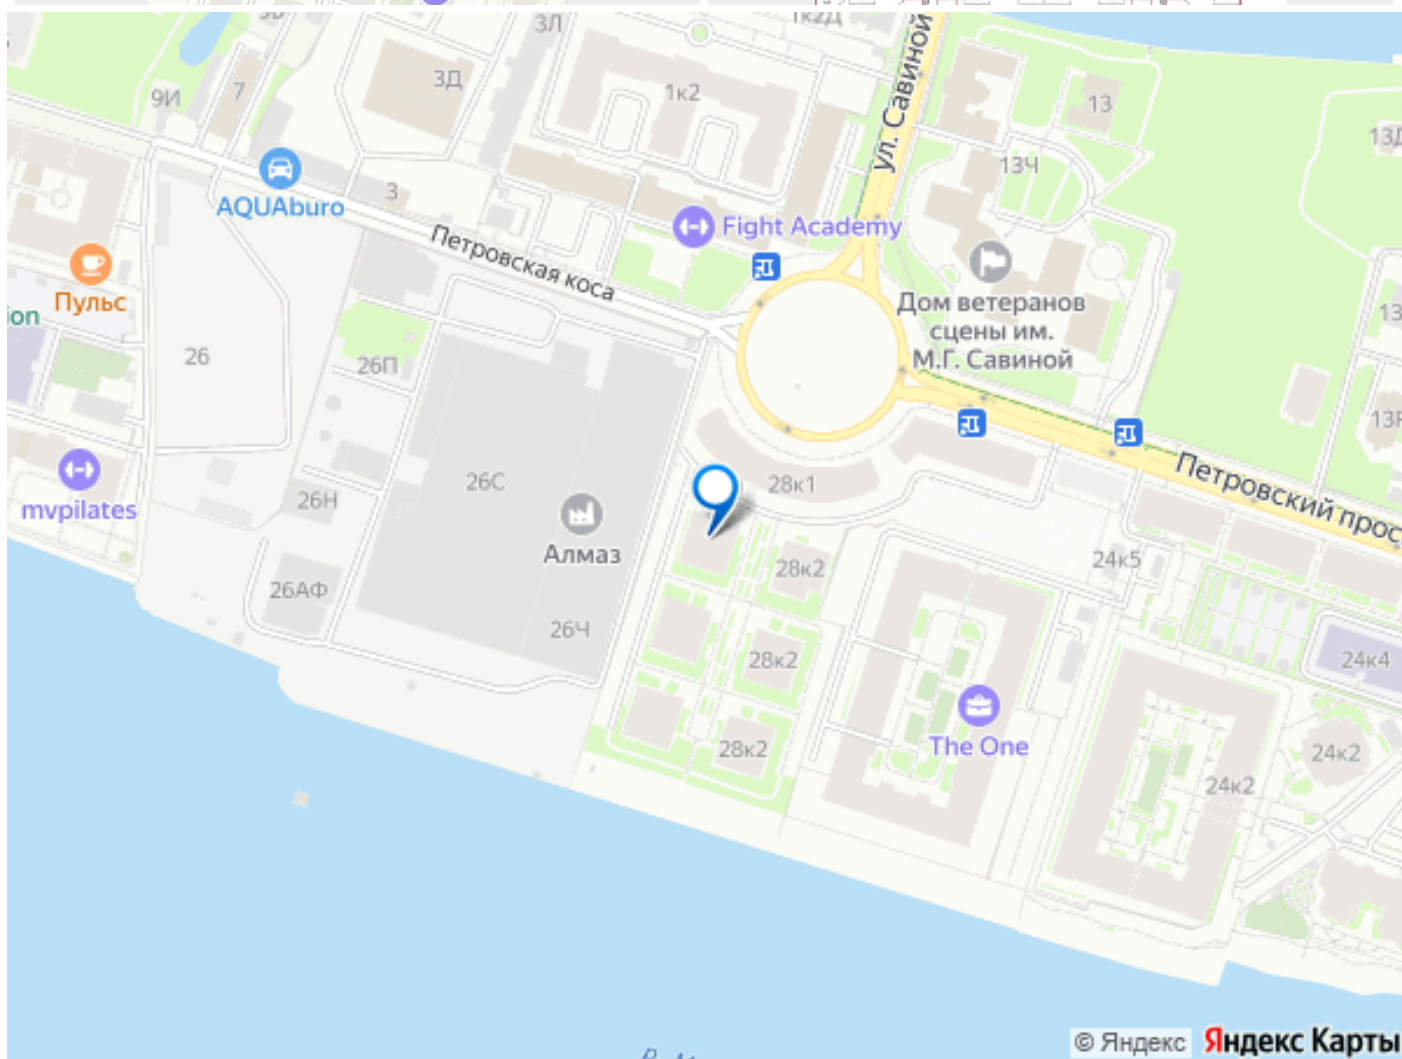 3Л
1к2Д
ул. Савиной
9И
7
3Д
1к2
13
13Д
13Ч
AQUAburo
3
Петровская коса
Fight Academy
Пульс
ion
26
26П
Дом ветеранов
сцены им.
М.Г. Савиной
mvpilates
26Н
26С
Алмаз
28к1
Петровский прос
26АФ
26Ч
28к2
24к5
28к2
24к4
28к2
The One
24к2
24к2
© Яндекс
Яндекс Карты